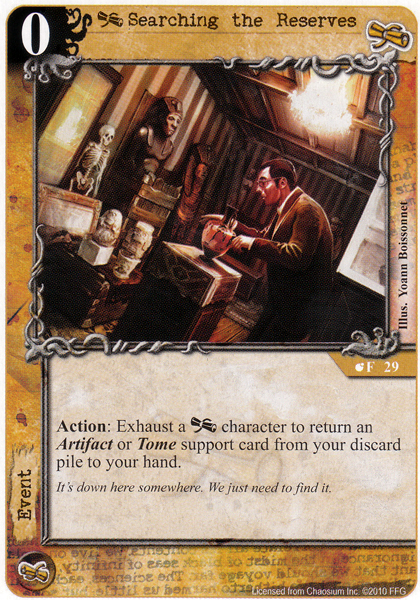 0
Searching the Reserves
Illus. Yoann Boissonnet
F 29
Action: Exhaust a character to return an
Artifact or Tome support card from your discard
pile to your hand.
It's down here somewhere. We just need to find it.
Event
Licensed from Chaosium Inc. ©2010 FFG